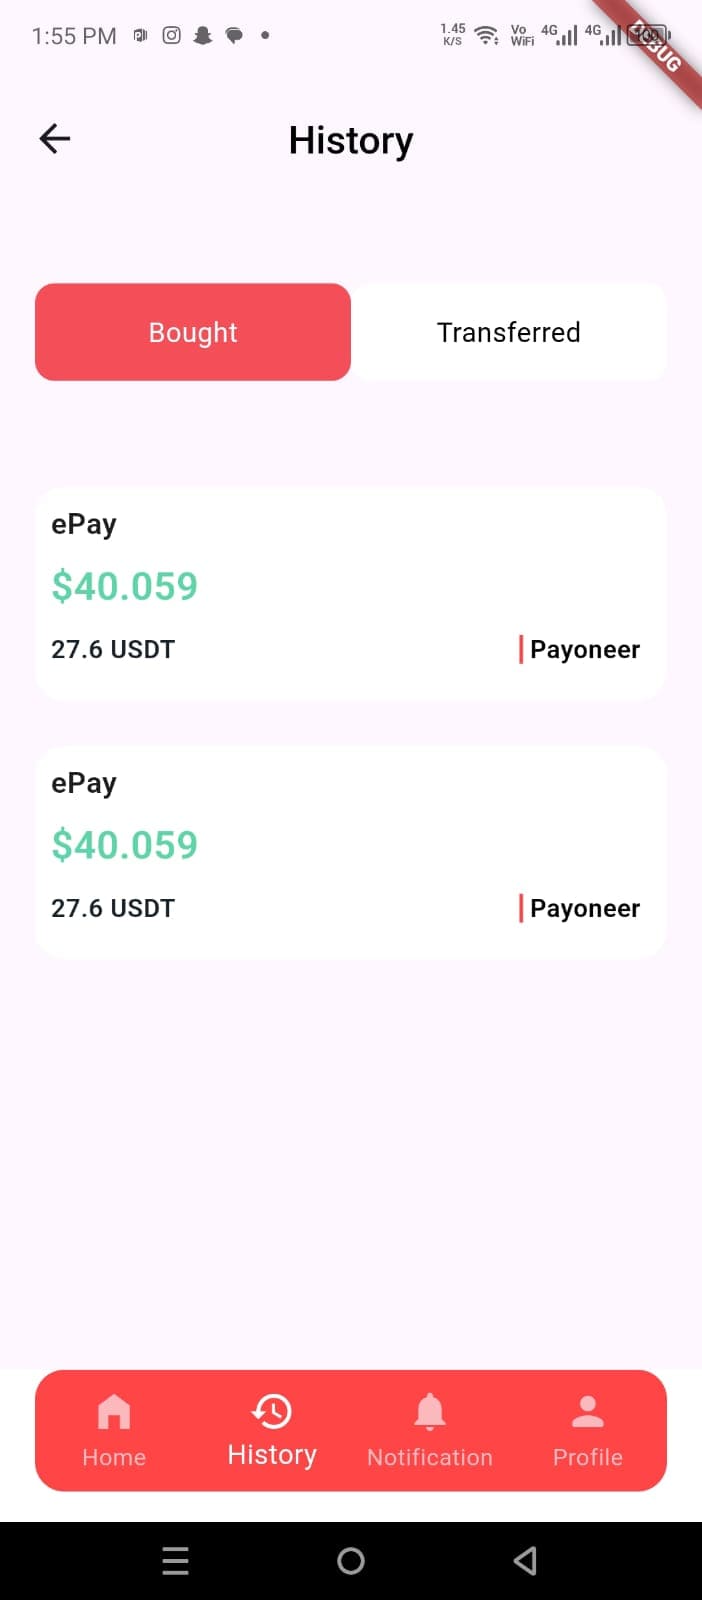 1:55 PM
1.45 K/S
Vo WiFi
4G
4G
100
DEBUG
History
Bought
Transferred
ePay
$40.059
27.6 USDT
Payoneer
ePay
$40.059
27.6 USDT
Payoneer
Home
History
Notification
Profile